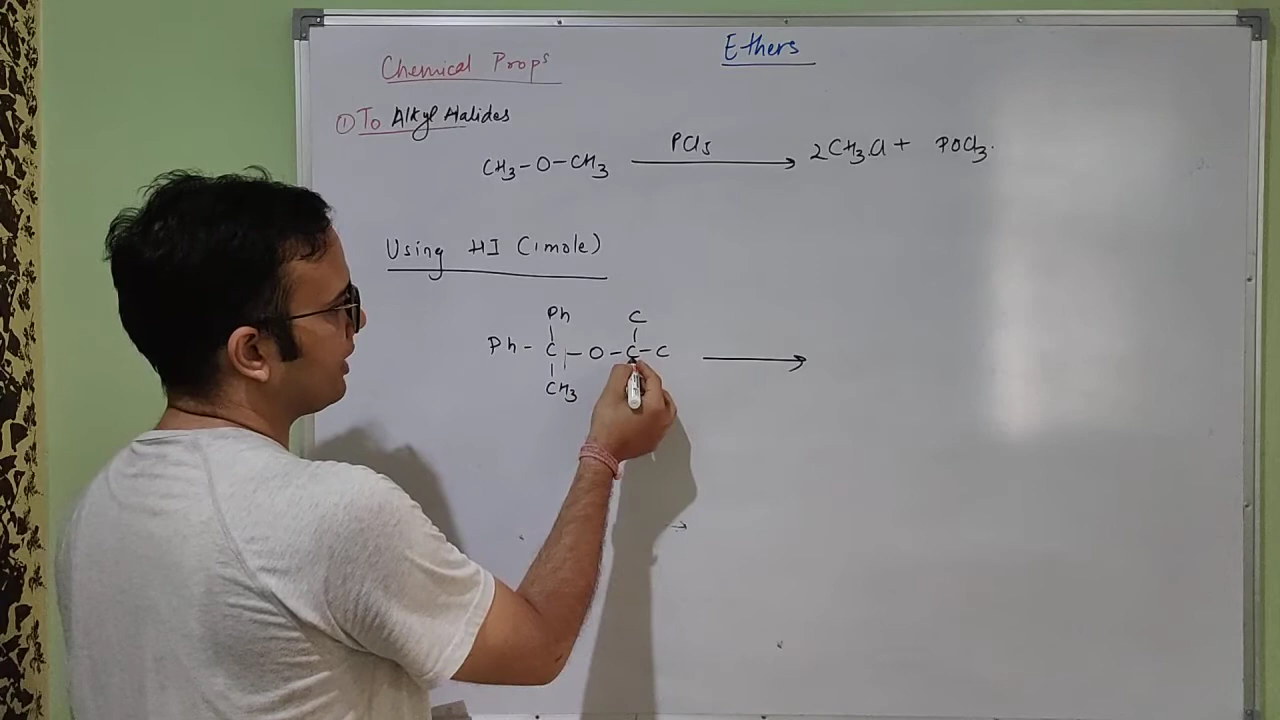 Ethers
Chemical Props
① To Alkyl Halides
CH₃-O-CH₃ PCl₅ 2CH₃Cl + POCl₃
Using HI (1 mole)
Ph C
Ph - C - O - C - C
CH₃